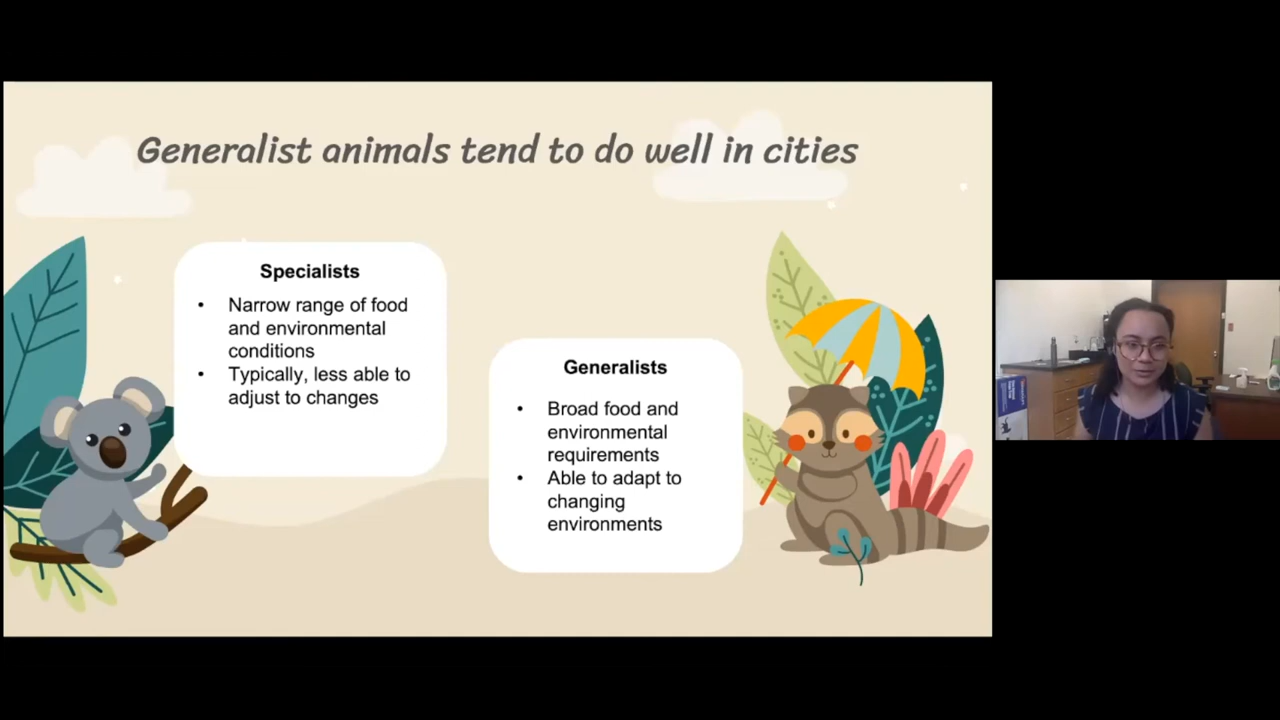 Generalist animals tend to do well in cities
Specialists
• Narrow range of food
and environmental
conditions
• Typically, less able to
adjust to changes
Generalists
• Broad food and
environmental
requirements
• Able to adapt to
changing
environments